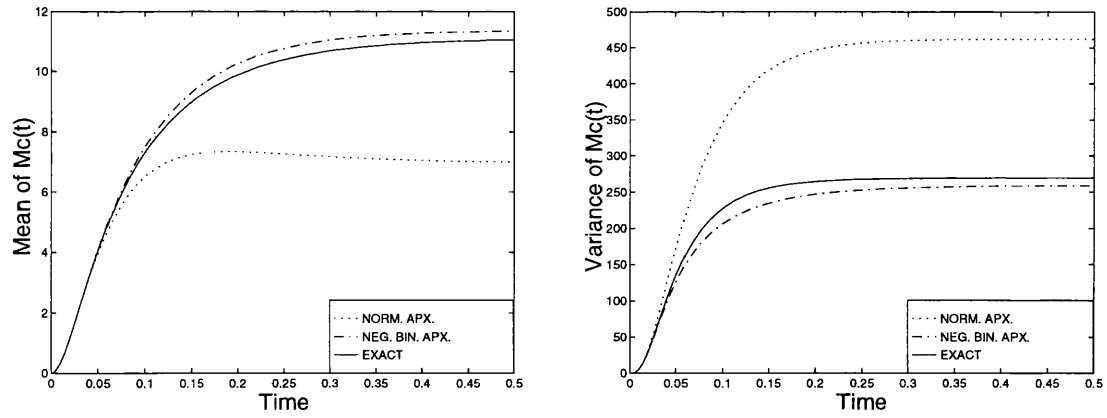 12
10
8
6
4
2
0
Mean of Mc(t)
0 0.05 0.1 0.15 0.2 0.25 0.3 0.35 0.4 0.45 0.5
Time
NORM. APX.
NEG. BIN. APX.
EXACT
500
450
400
350
300
250
200
150
100
50
0
Variance of Mc(t)
0 0.05 0.1 0.15 0.2 0.25 0.3 0.35 0.4 0.45 0.5
Time
NORM. APX.
NEG. BIN. APX.
EXACT